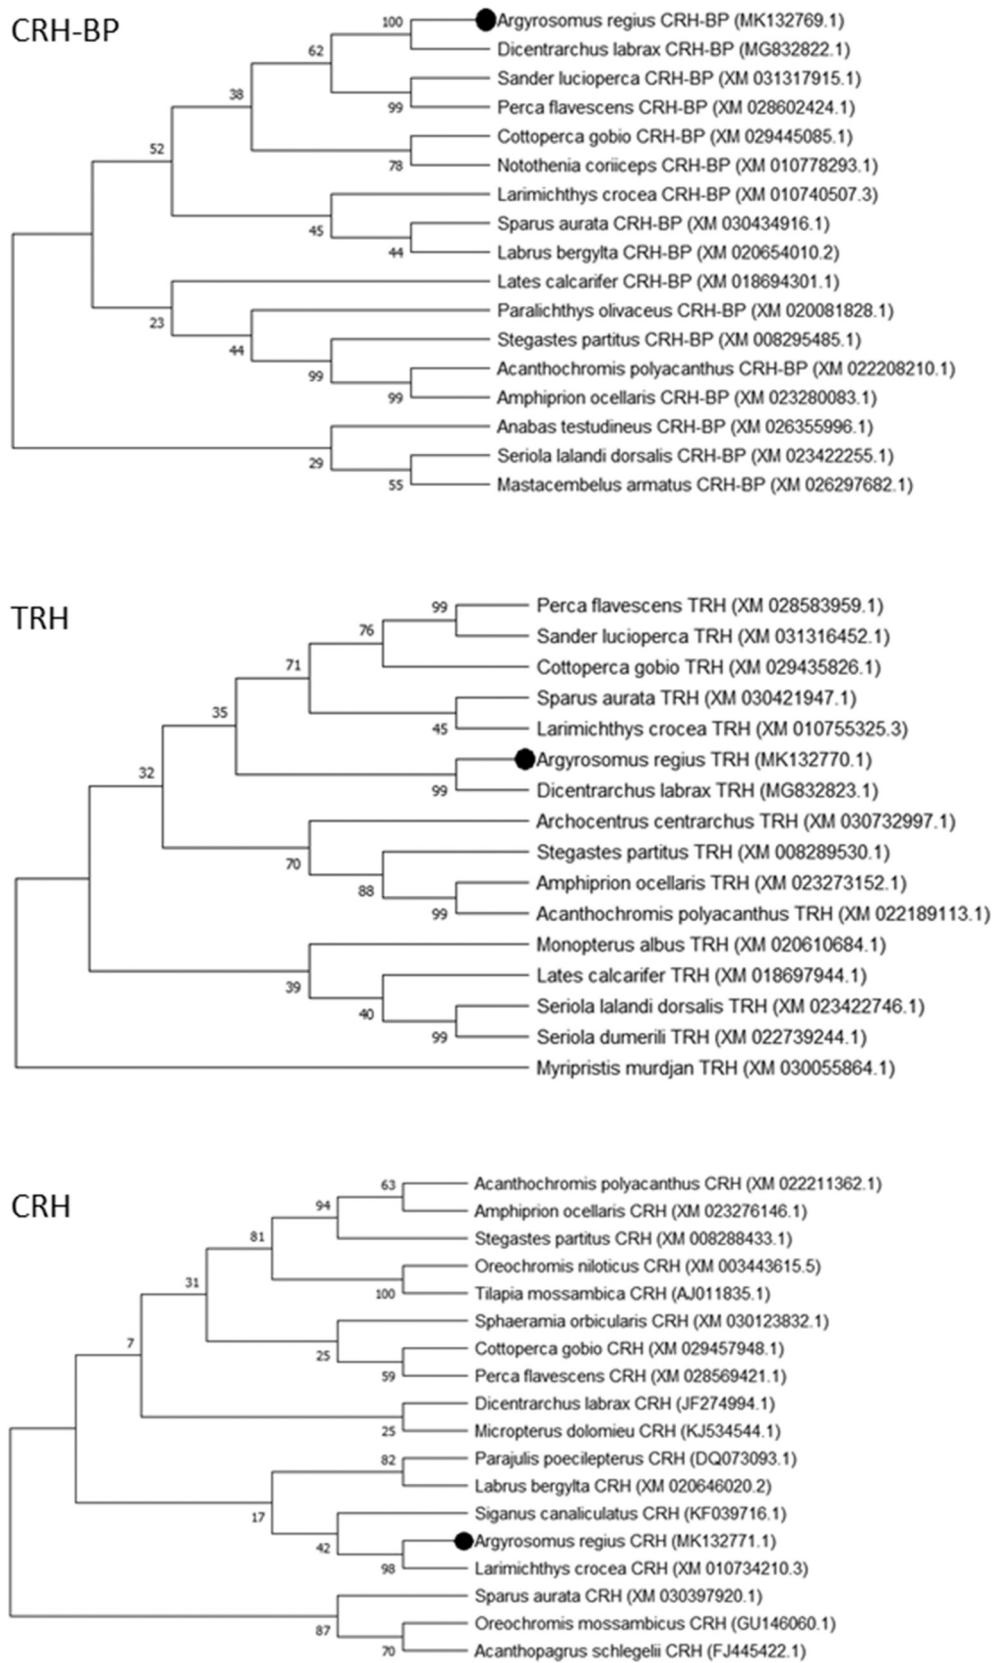 CRH-BP
100
Argyrosomus regius CRH-BP (MK132769.1)
Dicentrarchus labrax CRH-BP (MG832822.1)
62
Sander lucioperca CRH-BP (XM 031317915.1)
99
Perca flavescens CRH-BP (XM 028602424.1)
38
Cottoperca gobio CRH-BP (XM 029445085.1)
78
Notothenia coriiceps CRH-BP (XM 010778293.1)
52
Larimichthys crocea CRH-BP (XM 010740507.3)
45
Sparus aurata CRH-BP (XM 030434916.1)
44
Labrus bergylta CRH-BP (XM 020654010.2)
Lates calcarifer CRH-BP (XM 018694301.1)
23
Paralichthys olivaceus CRH-BP (XM 020081828.1)
44
Stegastes partitus CRH-BP (XM 008295485.1)
99
Acanthochromis polyacanthus CRH-BP (XM 022208210.1)
99
Amphiprion ocellaris CRH-BP (XM 023280083.1)
Anabas testudineus CRH-BP (XM 026355996.1)
29
Seriola lalandi dorsalis CRH-BP (XM 023422255.1)
55
Mastacembelus armatus CRH-BP (XM 026297682.1)
TRH
99
Perca flavescens TRH (XM 028583959.1)
76
Sander lucioperca TRH (XM 031316452.1)
71
Cottoperca gobio TRH (XM 029435826.1)
Sparus aurata TRH (XM 030421947.1)
35
45
Larimichthys crocea TRH (XM 010755325.3)
Argyrosomus regius TRH (MK132770.1)
32
99
Dicentrarchus labrax TRH (MG832823.1)
Archocentrus centrarchus TRH (XM 030732997.1)
70
Stegastes partitus TRH (XM 008289530.1)
88
Amphiprion ocellaris TRH (XM 023273152.1)
99
Acanthochromis polyacanthus TRH (XM 022189113.1)
Monopterus albus TRH (XM 020610684.1)
39
Lates calcarifer TRH (XM 018697944.1)
40
Seriola lalandi dorsalis TRH (XM 023422746.1)
99
Seriola dumerili TRH (XM 022739244.1)
Myripristis murdjan TRH (XM 030055864.1)
CRH
63
Acanthochromis polyacanthus CRH (XM 022211362.1)
94
Amphiprion ocellaris CRH (XM 023276146.1)
81
Stegastes partitus CRH (XM 008288433.1)
Oreochromis niloticus CRH (XM 003443615.5)
31
100
Tilapia mossambica CRH (AJ011835.1)
Sphaeramia orbicularis CRH (XM 030123832.1)
7
25
Cottoperca gobio CRH (XM 029457948.1)
59
Perca flavescens CRH (XM 028569421.1)
Dicentrarchus labrax CRH (JF274994.1)
25
Micropterus dolomieu CRH (KJ534544.1)
82
Parajulis poecilepterus CRH (DQ073093.1)
Labrus bergylta CRH (XM 020646020.2)
17
Siganus canaliculatus CRH (KF039716.1)
42
Argyrosomus regius CRH (MK132771.1)
98
Larimichthys crocea CRH (XM 010734210.3)
Sparus aurata CRH (XM 030397920.1)
87
Oreochromis mossambicus CRH (GU146060.1)
70
Acanthopagrus schlegelii CRH (FJ445422.1)